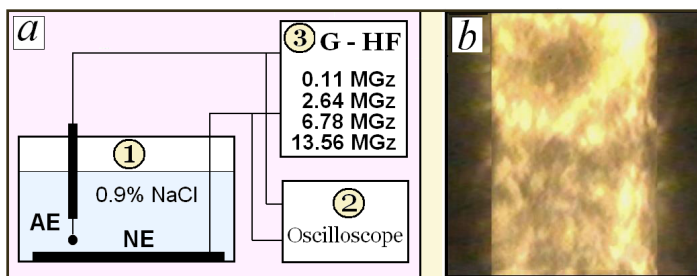 a
3 G - HF
0.11 MGz
2.64 MGz
6.78 MGz
13.56 MGz
1
0.9% NaCl
AE
NE
2
Oscilloscope
b